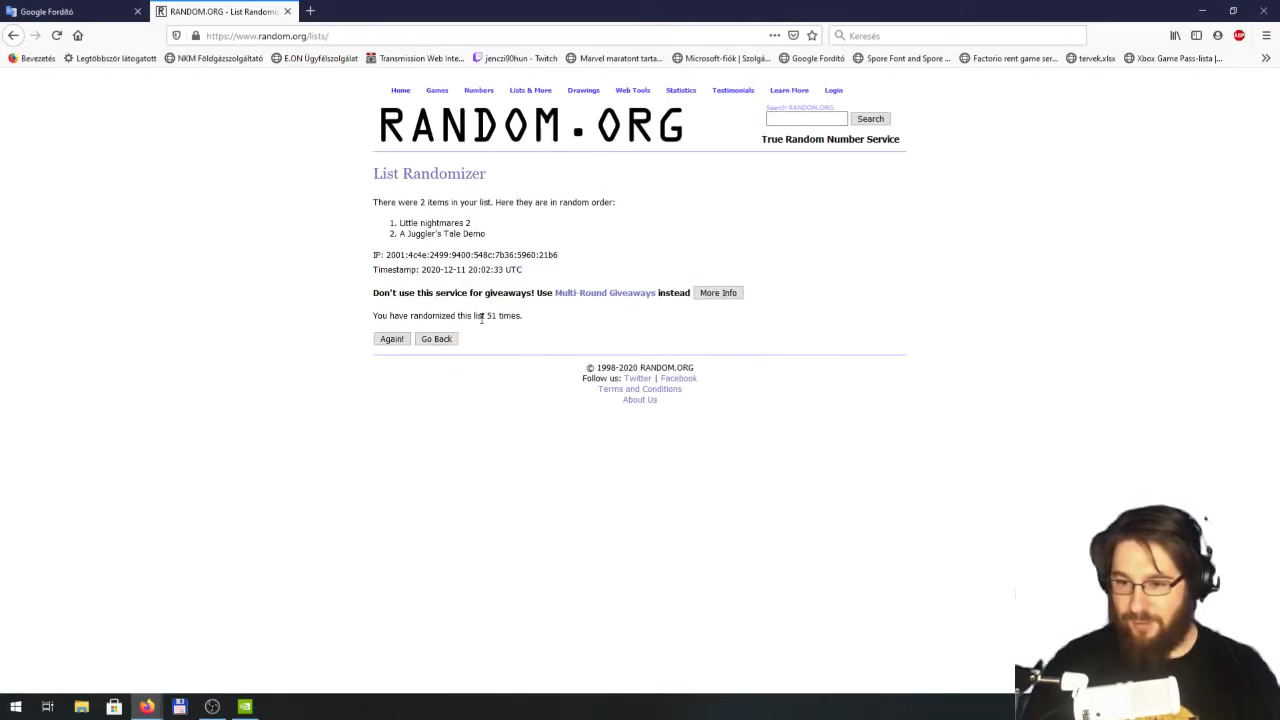 Google Fordító
RANDOM.ORG - List Randomi
https://www.random.org/lists/
Keresés
Bevezetés
Legtöbbször látogatott
NKM Földgázszolgáltató
E.ON Ügyfélszolgálat
Transmission Web Inte...
jenczi90hun - Twitch
Marvel maratont tarta...
Microsoft-fiók | Szolgá...
Google Fordító
Spore Font and Spore ...
Factorio rent game ser...
tervek.xlsx
Xbox Game Pass-lista | ...
Home Games Numbers Lists & More Drawings Web Tools Statistics Testimonials Learn More Login
RANDOM.ORG
Search RANDOM.ORG
Search
True Random Number Service
List Randomizer
There were 2 items in your list. Here they are in random order:
1. Little nightmares 2
2. A Juggler's Tale Demo
IP: 2001:4c4e:2499:9400:548c:7b36:5960:21b6
Timestamp: 2020-12-11 20:02:33 UTC
Don't use this service for giveaways! Use Multi-Round Giveaways instead More Info
You have randomized this list 51 times.
Again! Go Back
© 1998-2020 RANDOM.ORG
Follow us: Twitter | Facebook
Terms and Conditions
About Us